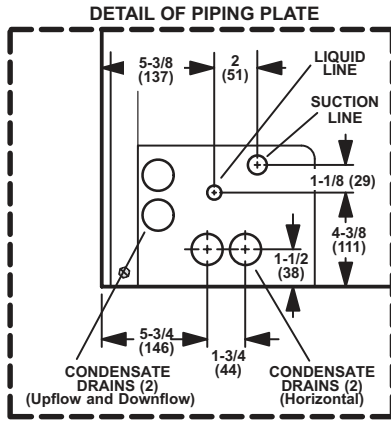 DETAIL OF PIPING PLATE
5-3/8
(137)
2
(51)
LIQUID
LINE
SUCTION
LINE
1-1/8 (29)
4-3/8
(111)
1-1/2
(38)
5-3/4
(146)
1-3/4
(44)
CONDENSATE
DRAINS (2)
(Upflow and Downflow)
CONDENSATE
DRAINS (2)
(Horizontal)